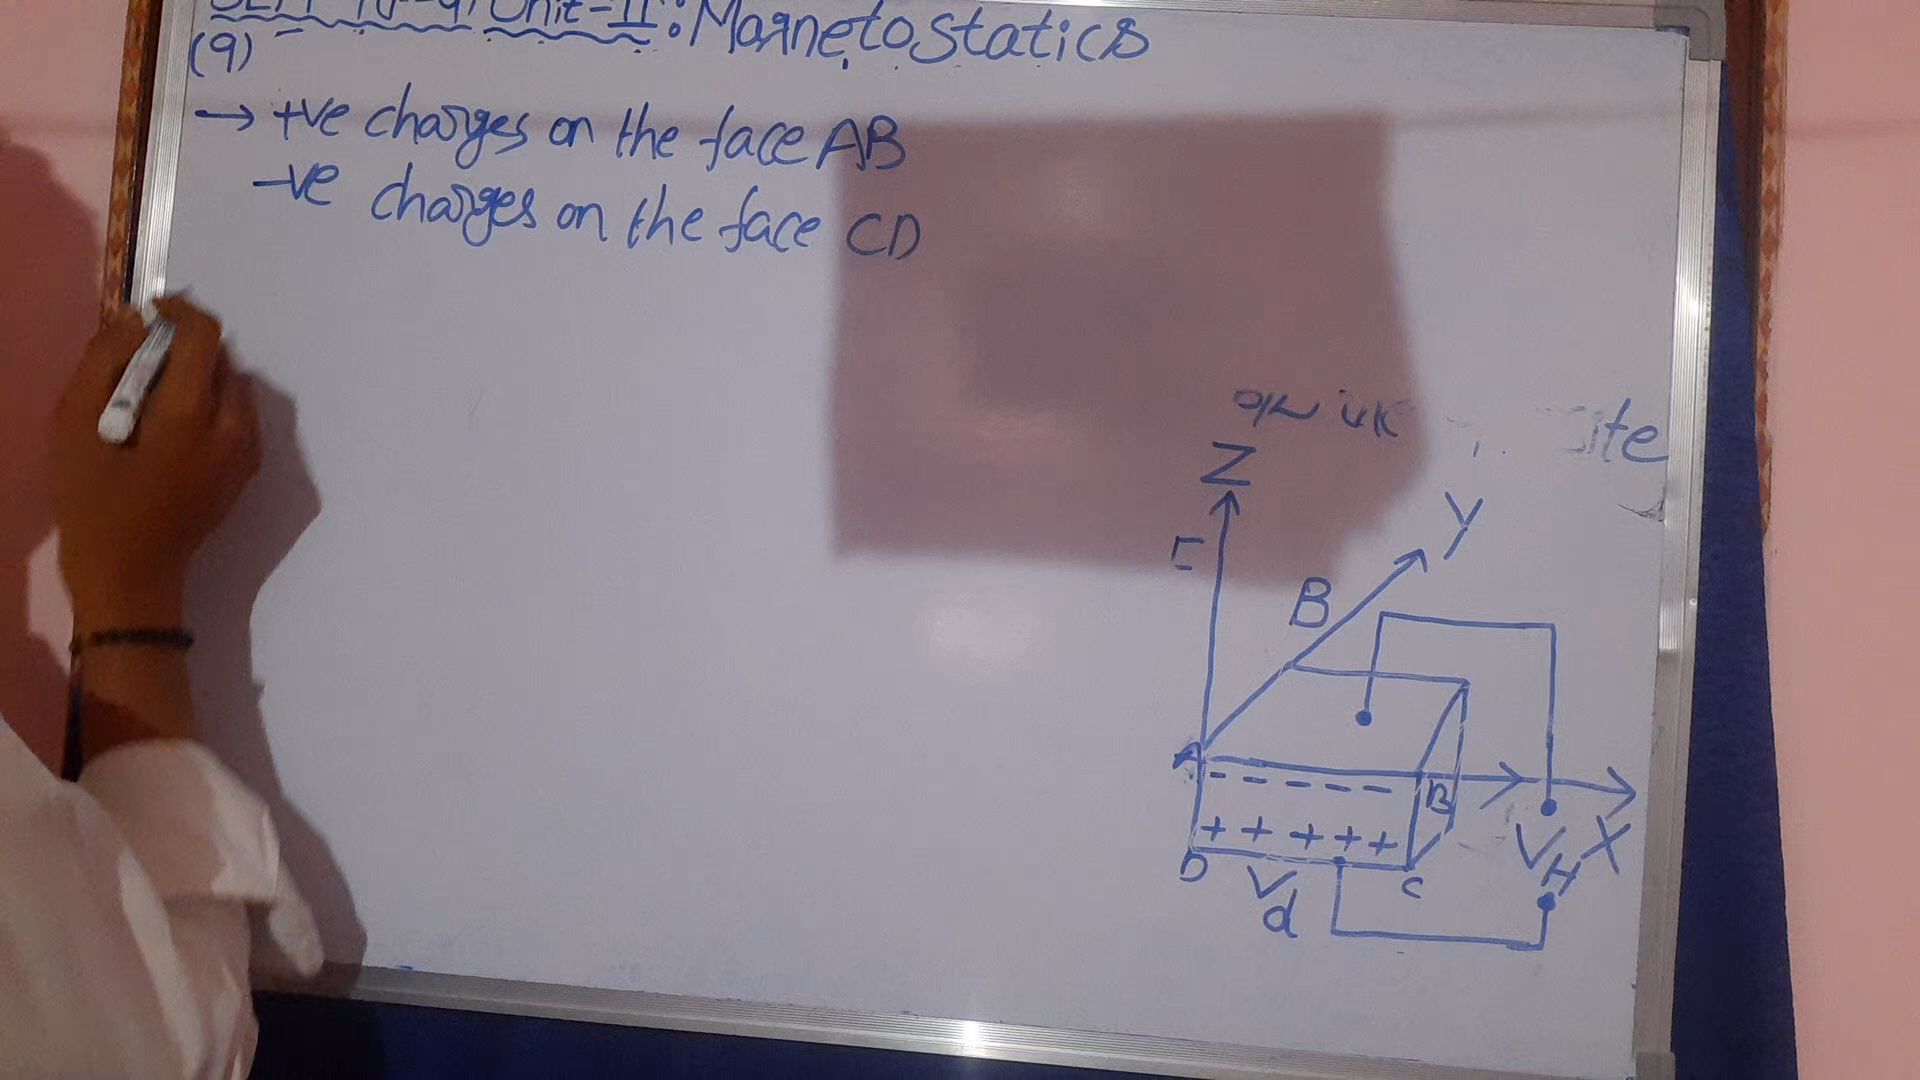 Unit-II: Magnetostatics
(9)
→ +ve charges on the face AB
-ve charges on the face CD
Z
Y
B
A
- - - - -
B
+ + + + +
D
C
Vd
VH
X